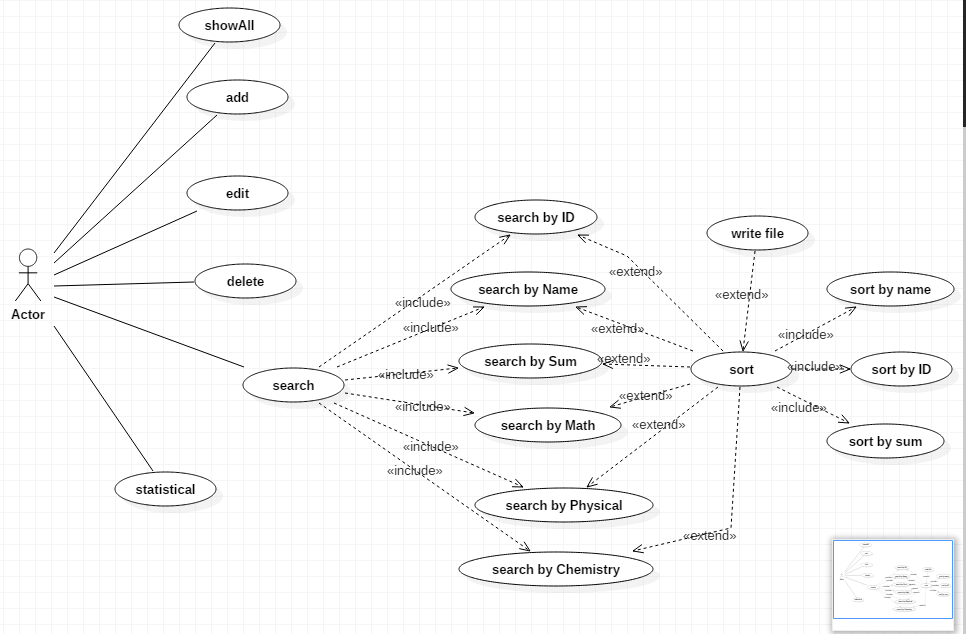 showAll
add
edit
delete
Actor
search
statistical
search by ID
write file
«extend»
«extend»
search by Name
sort by name
«include»
«include»
«extend»
«include»
search by Sum
«extend»
sort
«include»
sort by ID
«include»
«extend»
«include»
«include»
search by Math
«extend»
sort by sum
«include»
«include»
search by Physical
«extend»
search by Chemistry